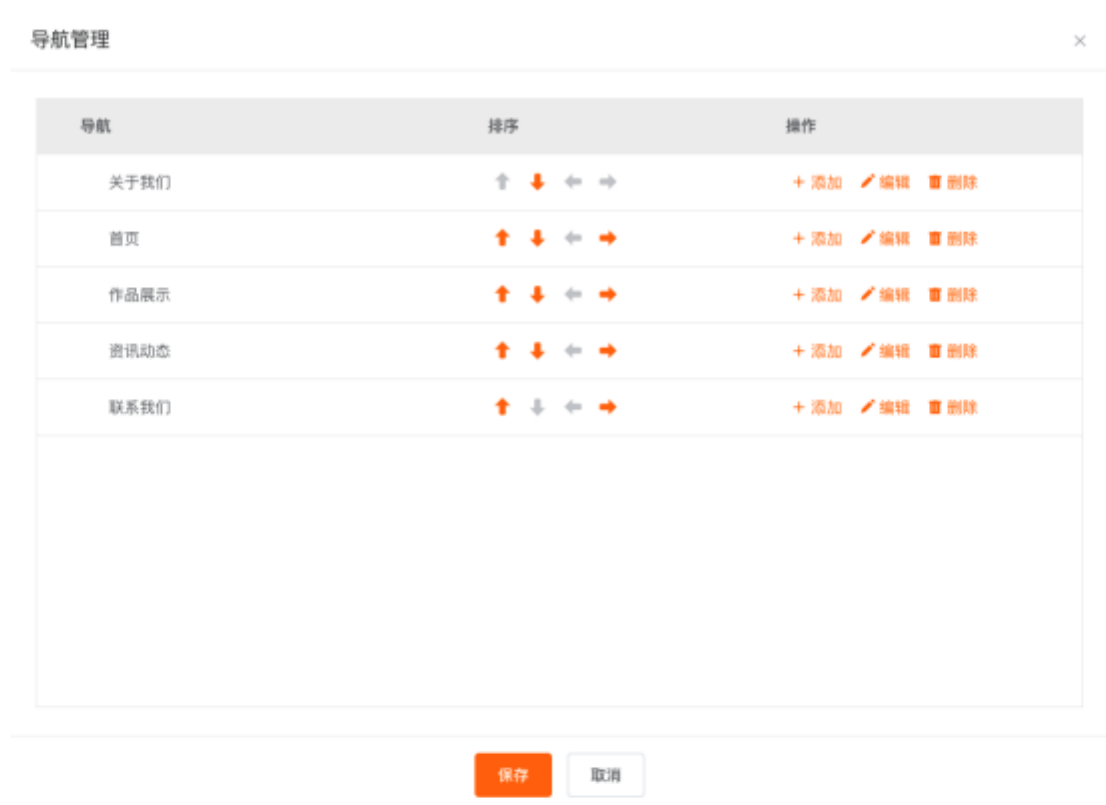 导航管理
导航 排序 操作
关于我们 添加 编辑 删除
首页 添加 编辑 删除
作品展示 添加 编辑 删除
资讯动态 添加 编辑 删除
联系我们 添加 编辑 删除
保存 取消